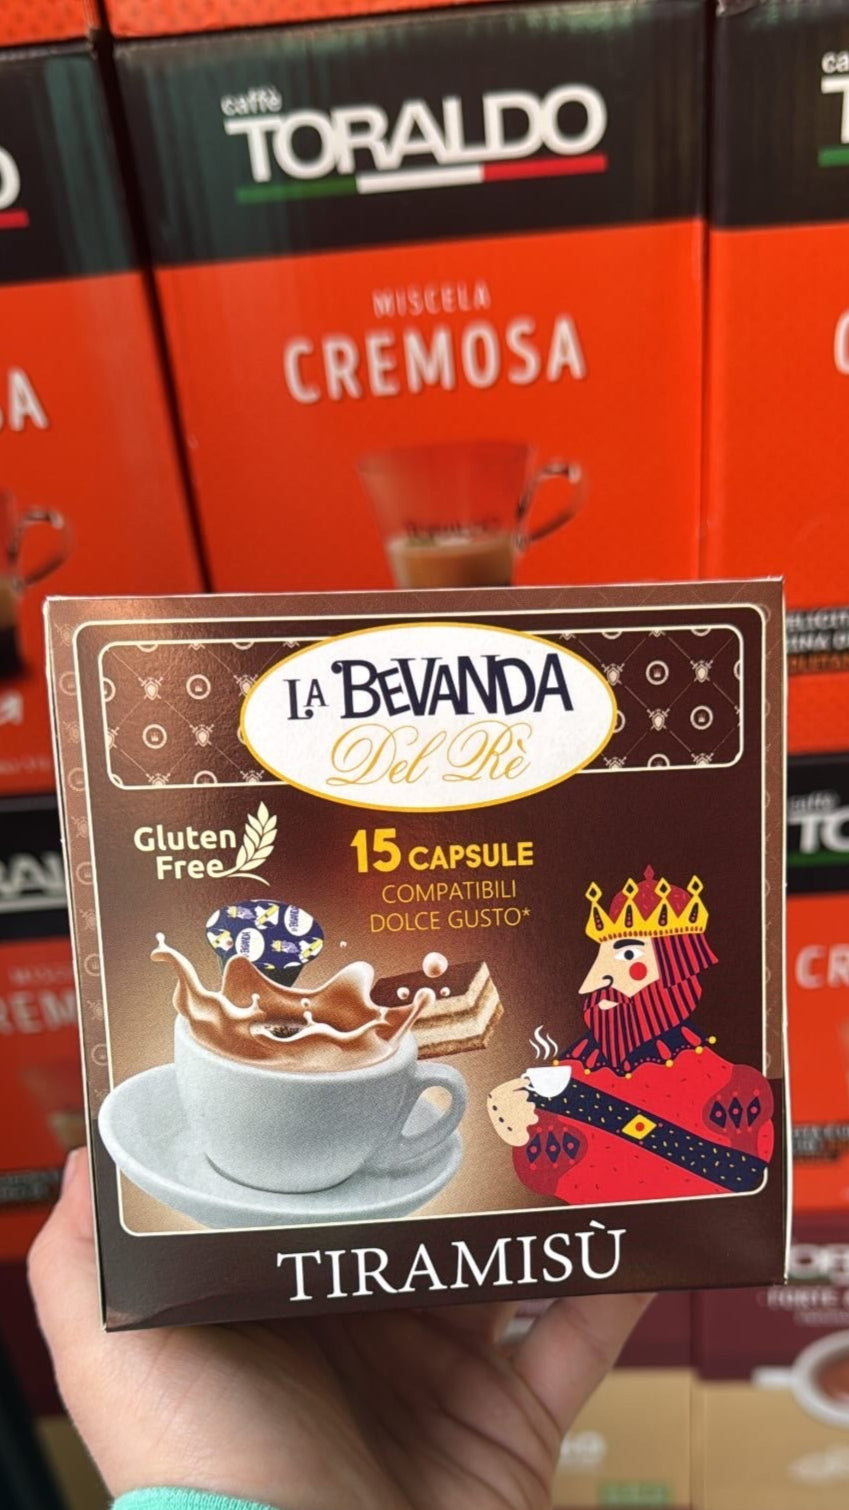 caffè
TORALDO
MISCELA
CREMOSA
LA BEVANDA
Del Rè
Gluten
Free
15 CAPSULE
COMPATIBILI
DOLCE GUSTO*
TIRAMISÙ